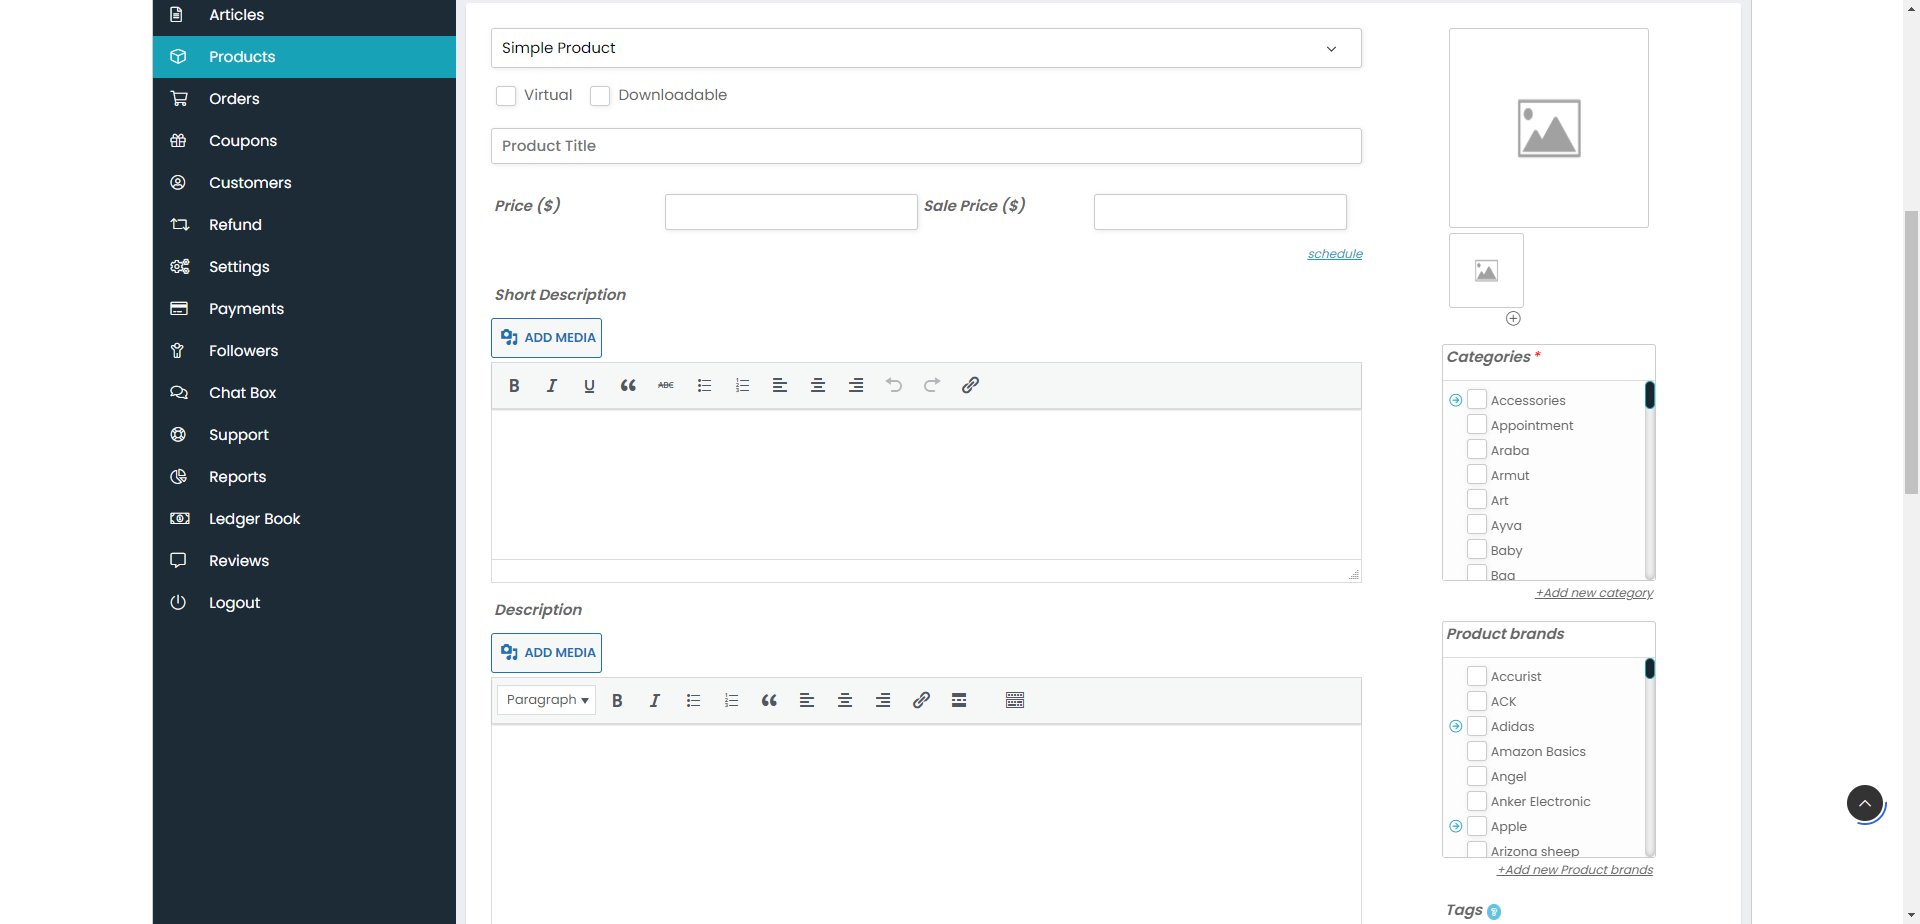 Articles
Products
Orders
Coupons
Customers
Refund
Settings
Payments
Followers
Chat Box
Support
Reports
Ledger Book
Reviews
Logout
Simple Product
Virtual
Downloadable
Product Title
Price ($)
Sale Price ($)
schedule
Short Description
ADD MEDIA
B I U ABC
Description
ADD MEDIA
Paragraph B I
Categories *
Accessories
Appointment
Araba
Armut
Art
Ayva
Baby
Bag
+Add new category
Product brands
Accurist
ACK
Adidas
Amazon Basics
Angel
Anker Electronic
Apple
Arizona sheep
+Add new Product brands
Tags ?